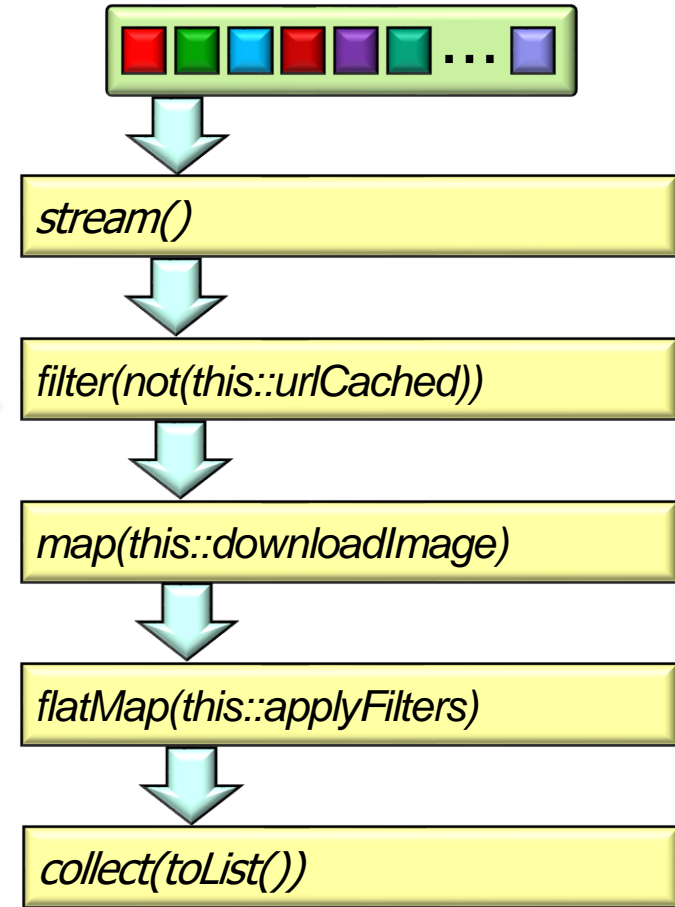 ...
stream()
filter(not(this::urlCached))
map(this::downloadImage)
flatMap(this::applyFilters)
collect(toList())